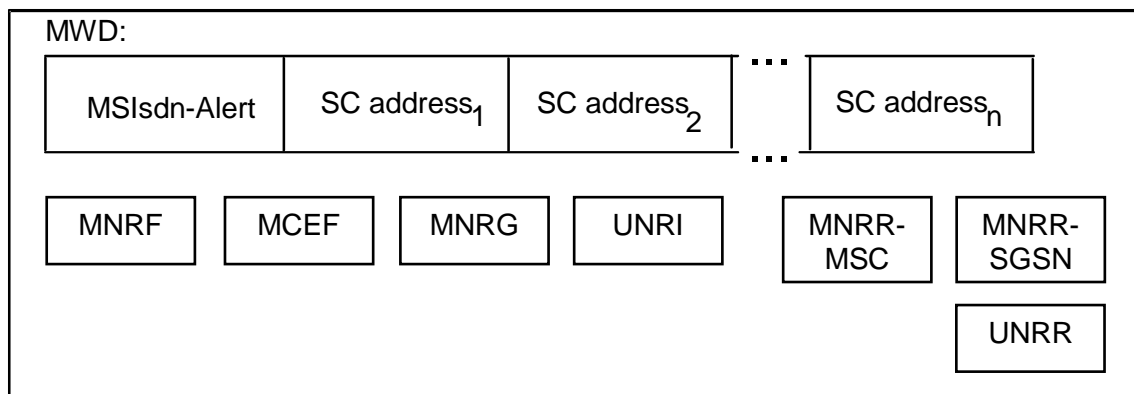 MWD:
MSIsdn-Alert SC address1 SC address2 ... SC addressn
...
MNRF MCEF MNRG UNRI MNRR-MSC MNRR-SGSN
UNRR